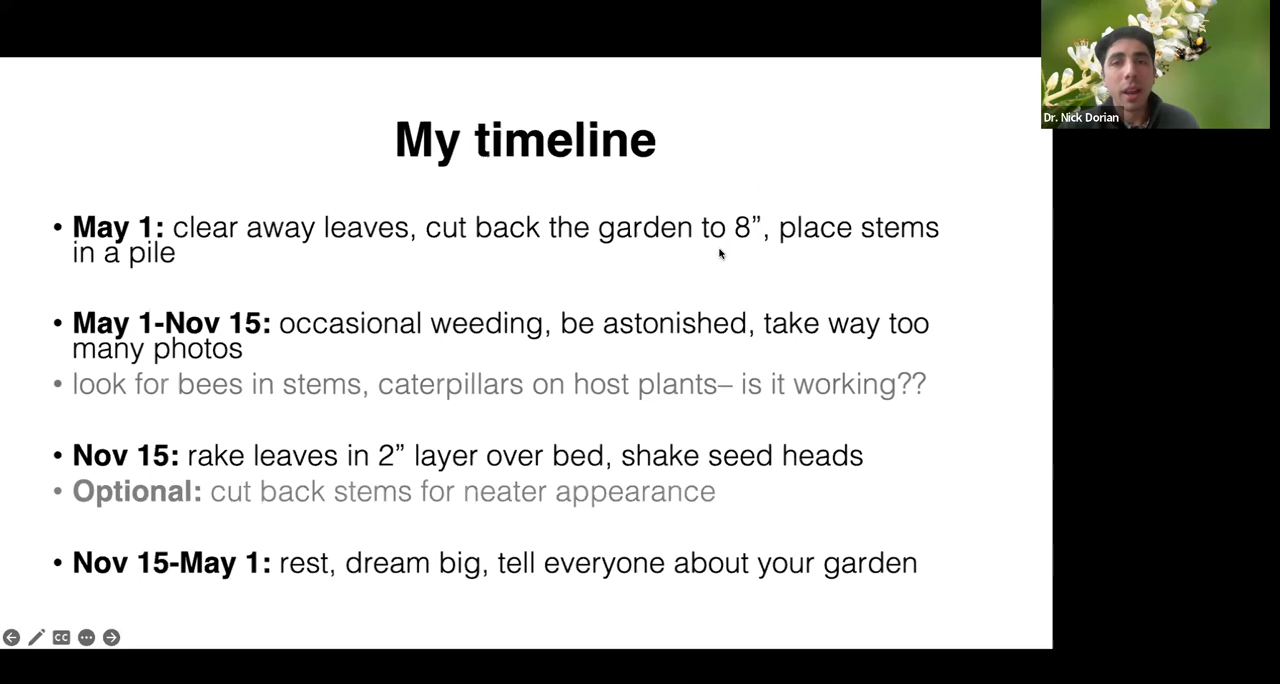 Dr. Nick Dorian
My timeline
• May 1: clear away leaves, cut back the garden to 8”, place stems
in a pile
• May 1-Nov 15: occasional weeding, be astonished, take way too
many photos
• look for bees in stems, caterpillars on host plants– is it working??
• Nov 15: rake leaves in 2” layer over bed, shake seed heads
• Optional: cut back stems for neater appearance
• Nov 15-May 1: rest, dream big, tell everyone about your garden
CC